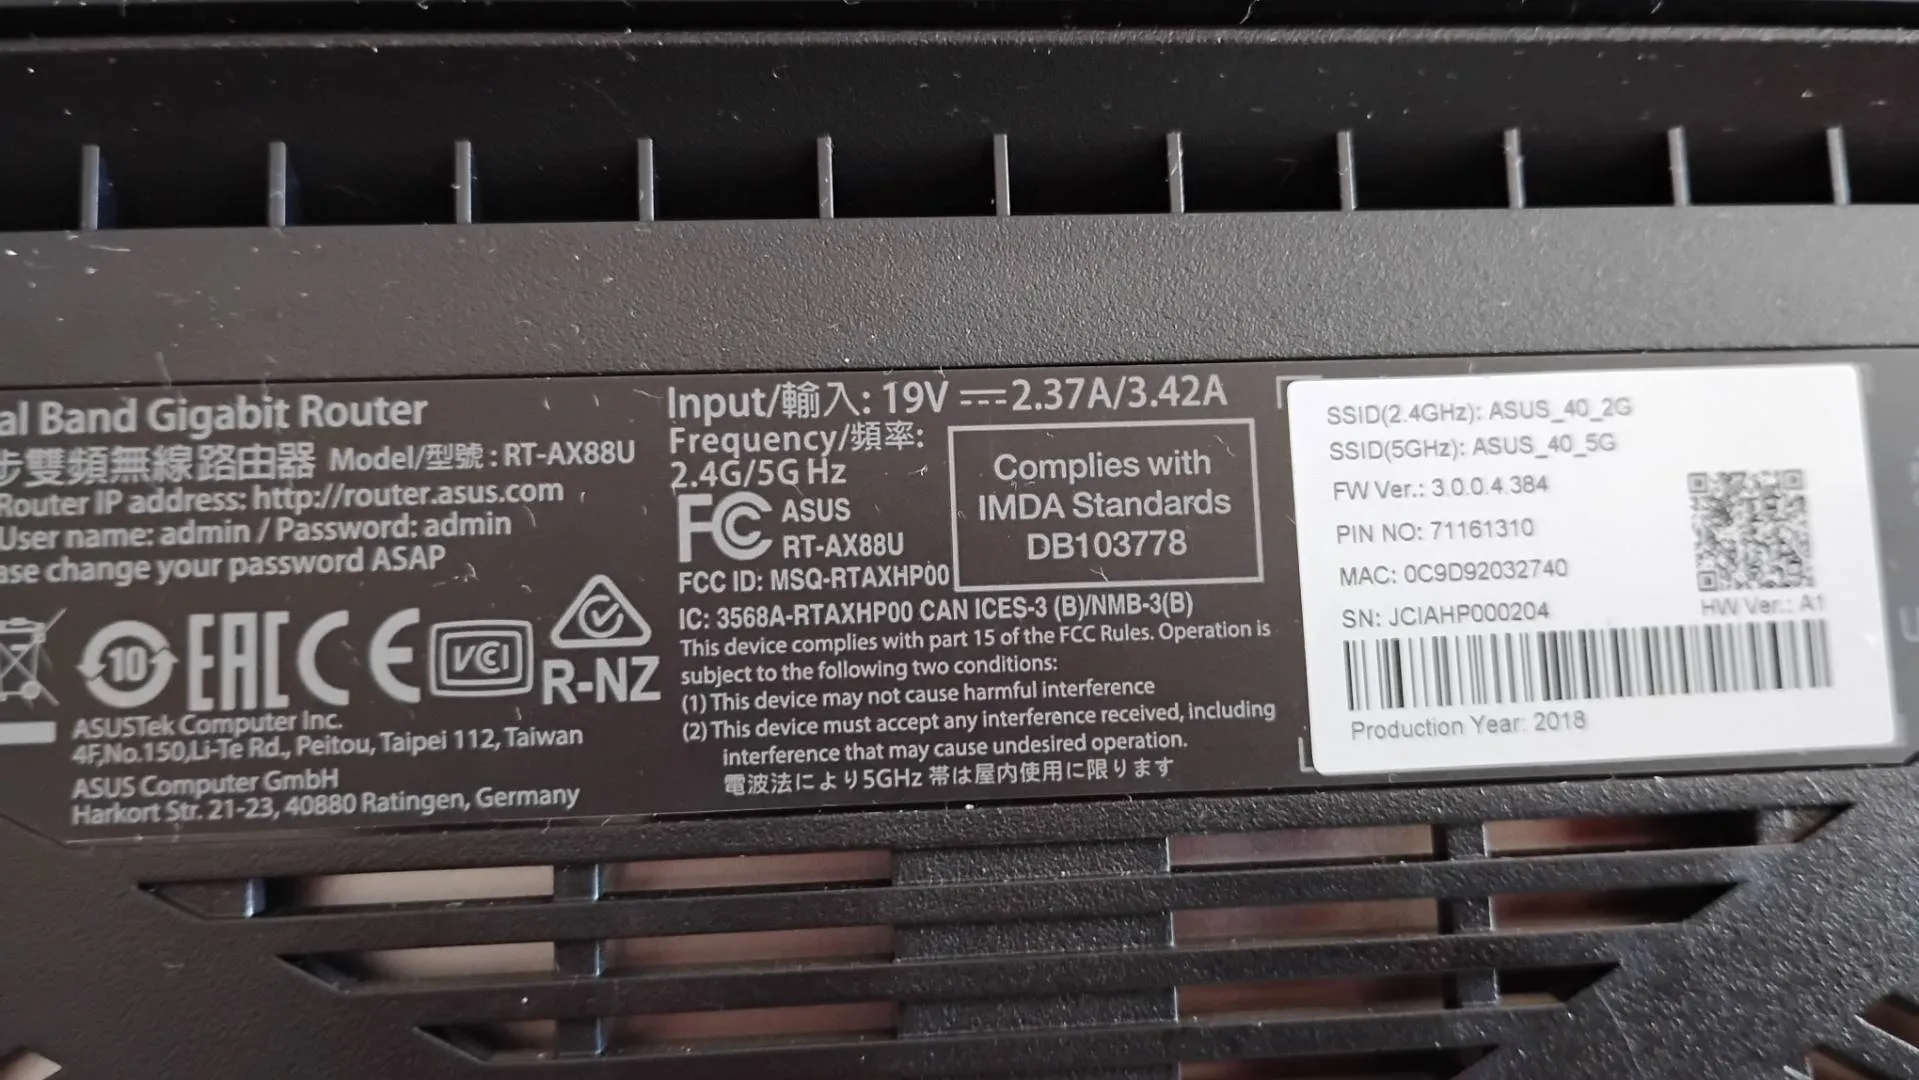 al Band Gigabit Router
步雙頻無線路由器 Model/型號 : RT-AX88U
Router IP address: http://router.asus.com
User name: admin / Password: admin
ase change your password ASAP
10
EAC
CE
VCCI
R-NZ
ASUSTek Computer Inc.
4F,No.150,Li-Te Rd., Peitou, Taipei 112, Taiwan
ASUS Computer GmbH
Harkort Str. 21-23, 40880 Ratingen, Germany
Input/輸入: 19V ⎓ 2.37A/3.42A
Frequency/頻率:
2.4G/5G Hz
FC ASUS
RT-AX88U
FCC ID: MSQ-RTAXHP00
Complies with
IMDA Standards
DB103778
IC: 3568A-RTAXHP00 CAN ICES-3 (B)/NMB-3(B)
This device complies with part 15 of the FCC Rules. Operation is
subject to the following two conditions:
(1) This device may not cause harmful interference
(2) This device must accept any interference received, including
interference that may cause undesired operation.
電波法により5GHz 帯は屋内使用に限ります
SSID(2.4GHz): ASUS_40_2G
SSID(5GHz): ASUS_40_5G
FW Ver.: 3.0.0.4.384
PIN NO: 71161310
MAC: 0C9D92032740
SN: JCIAHP000204
HW Ver.: A1
Production Year: 2018